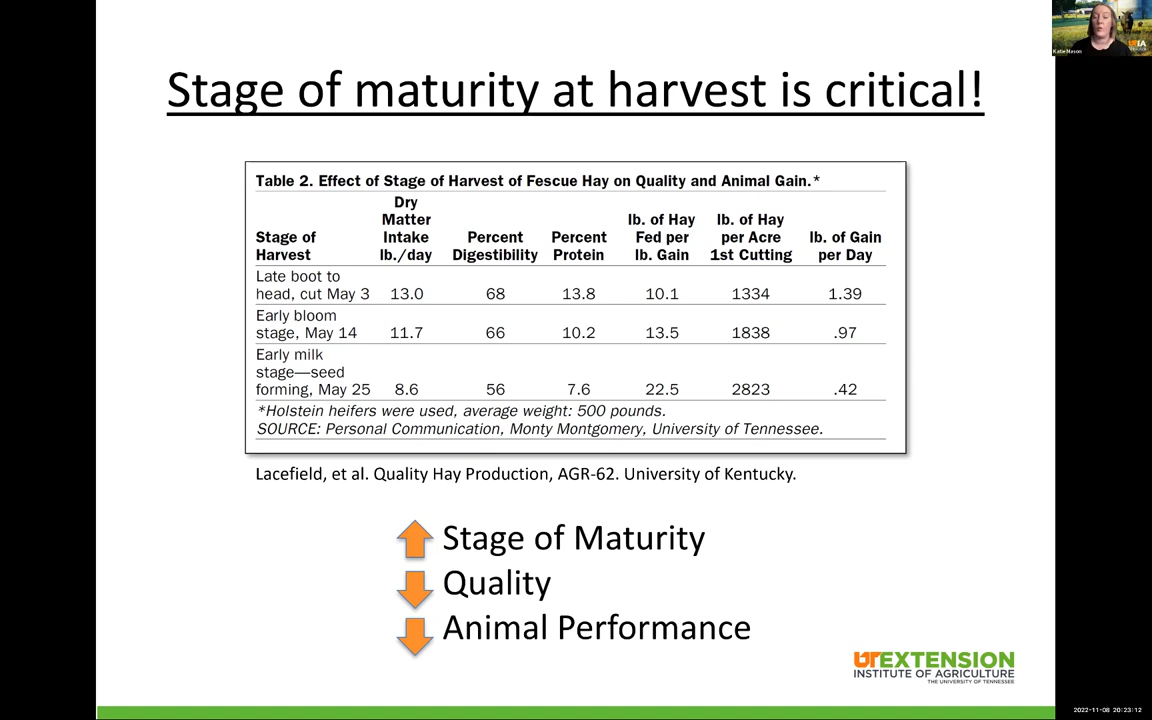 Stage of maturity at harvest is critical!
Table 2. Effect of Stage of Harvest of Fescue Hay on Quality and Animal Gain.*
Stage of Harvest Dry Matter Intake lb./day Percent Digestibility Percent Protein lb. of Hay Fed per lb. Gain lb. of Hay per Acre 1st Cutting lb. of Gain per Day
Late boot to
head, cut May 3 13.0 68 13.8 10.1 1334 1.39
Early bloom
stage, May 14 11.7 66 10.2 13.5 1838 .97
Early milk
stage—seed
forming, May 25 8.6 56 7.6 22.5 2823 .42
*Holstein heifers were used, average weight: 500 pounds.
SOURCE: Personal Communication, Monty Montgomery, University of Tennessee.
Lacefield, et al. Quality Hay Production, AGR-62. University of Kentucky.
Stage of Maturity
Quality
Animal Performance
UT EXTENSION
INSTITUTE OF AGRICULTURE
THE UNIVERSITY OF TENNESSEE
Katie Mason
UTIA
2022-11-08 20:23:12